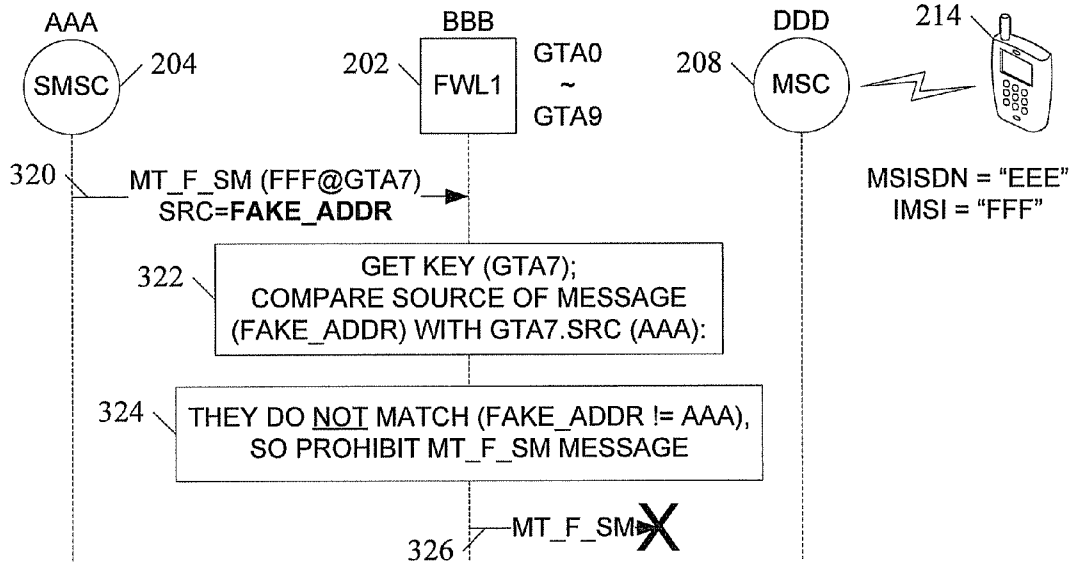 AAA
BBB
DDD
214
SMSC
204
202
FWL1
GTA0
~
GTA9
208
MSC
320
MT_F_SM (FFF@GTA7)
SRC=FAKE_ADDR
MSISDN = "EEE"
IMSI = "FFF"
322
GET KEY (GTA7);
COMPARE SOURCE OF MESSAGE
(FAKE_ADDR) WITH GTA7.SRC (AAA):
324
THEY DO NOT MATCH (FAKE_ADDR != AAA),
SO PROHIBIT MT_F_SM MESSAGE
326
MT_F_SM
X